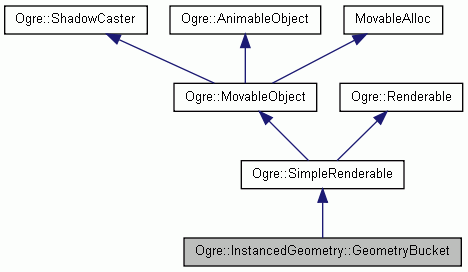 Ogre::ShadowCaster
Ogre::AnimableObject
MovableAlloc
Ogre::MovableObject
Ogre::Renderable
Ogre::SimpleRenderable
Ogre::InstancedGeometry::GeometryBucket